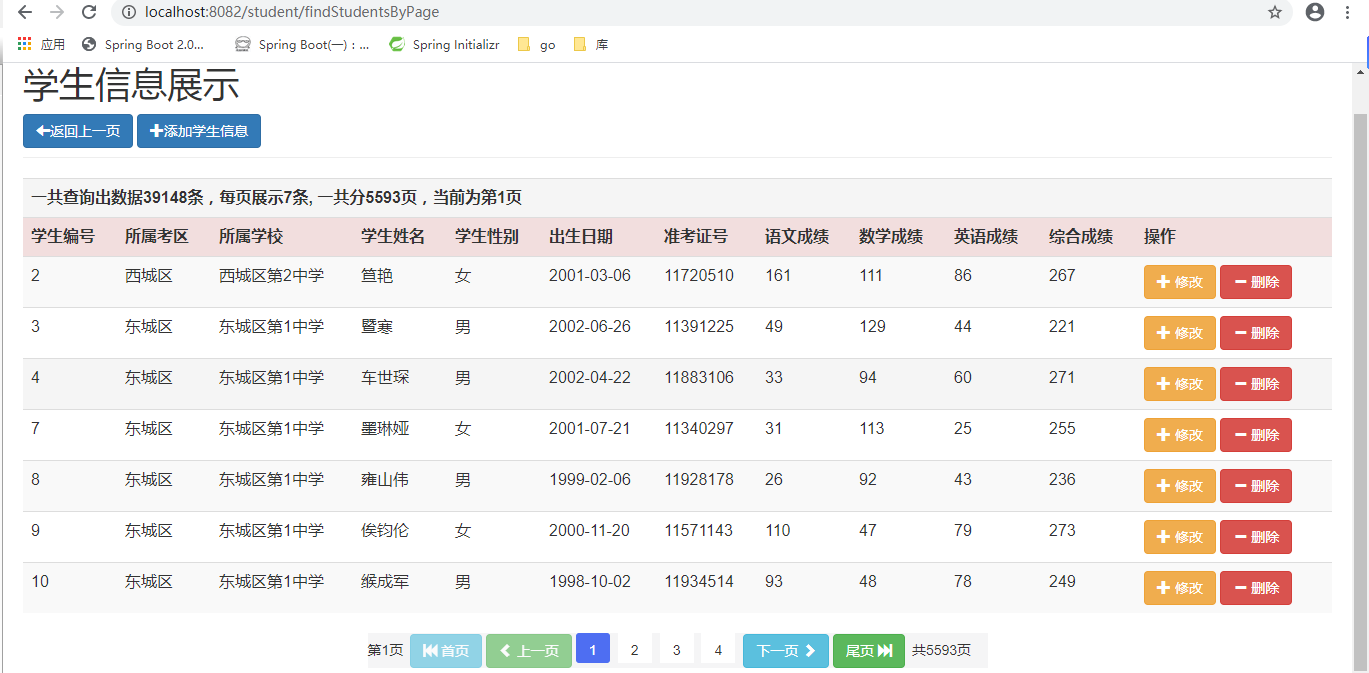 localhost:8082/student/findStudentsByPage
应用 Spring Boot 2.0... Spring Boot(一)：... Spring Initializr go 库
学生信息展示
返回上一页 添加学生信息
一共查询出数据39148条，每页展示7条, 一共分5593页，当前为第1页
学生编号 所属考区 所属学校 学生姓名 学生性别 出生日期 准考证号 语文成绩 数学成绩 英语成绩 综合成绩 操作
2 西城区 西城区第2中学 笪艳 女 2001-03-06 11720510 161 111 86 267 修改 删除
3 东城区 东城区第1中学 暨寒 男 2002-06-26 11391225 49 129 44 221 修改 删除
4 东城区 东城区第1中学 车世琛 男 2002-04-22 11883106 33 94 60 271 修改 删除
7 东城区 东城区第1中学 墨琳娅 女 2001-07-21 11340297 31 113 25 255 修改 删除
8 东城区 东城区第1中学 雍山伟 男 1999-02-06 11928178 26 92 43 236 修改 删除
9 东城区 东城区第1中学 俟钧伦 女 2000-11-20 11571143 110 47 79 273 修改 删除
10 东城区 东城区第1中学 缑成军 男 1998-10-02 11934514 93 48 78 249 修改 删除
第1页 首页 上一页 1 2 3 4 下一页 尾页 共5593页